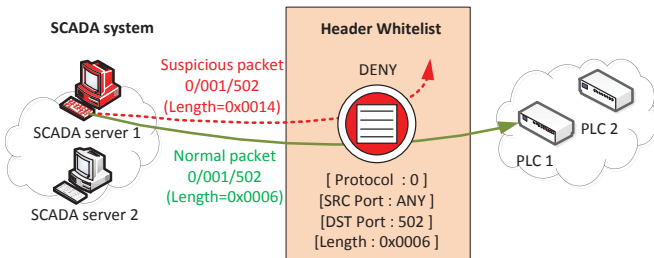 SCADA system
Header Whitelist
Suspicious packet
0/001/502
(Length=0x0014)
DENY
SCADA server 1
PLC 2
PLC 1
Normal packet
0/001/502
(Length=0x0006)
SCADA server 2
[ Protocol : 0 ]
[SRC Port : ANY ]
[DST Port : 502 ]
[Length : 0x0006 ]